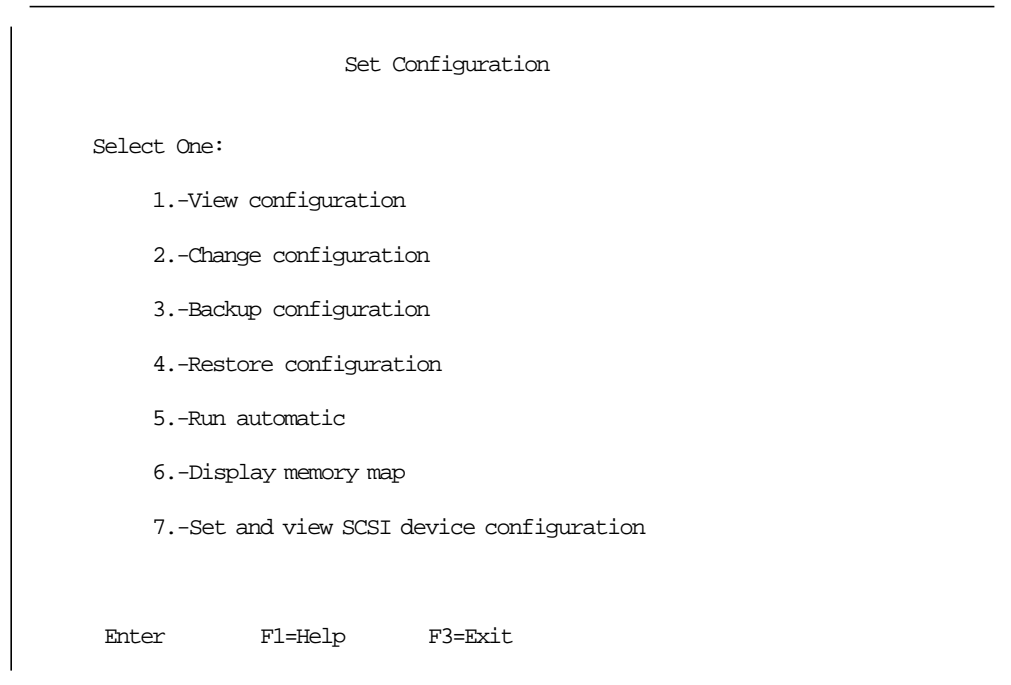 Set Configuration
Select One:
1.-View configuration
2.-Change configuration
3.-Backup configuration
4.-Restore configuration
5.-Run automatic
6.-Display memory map
7.-Set and view SCSI device configuration
Enter F1=Help F3=Exit